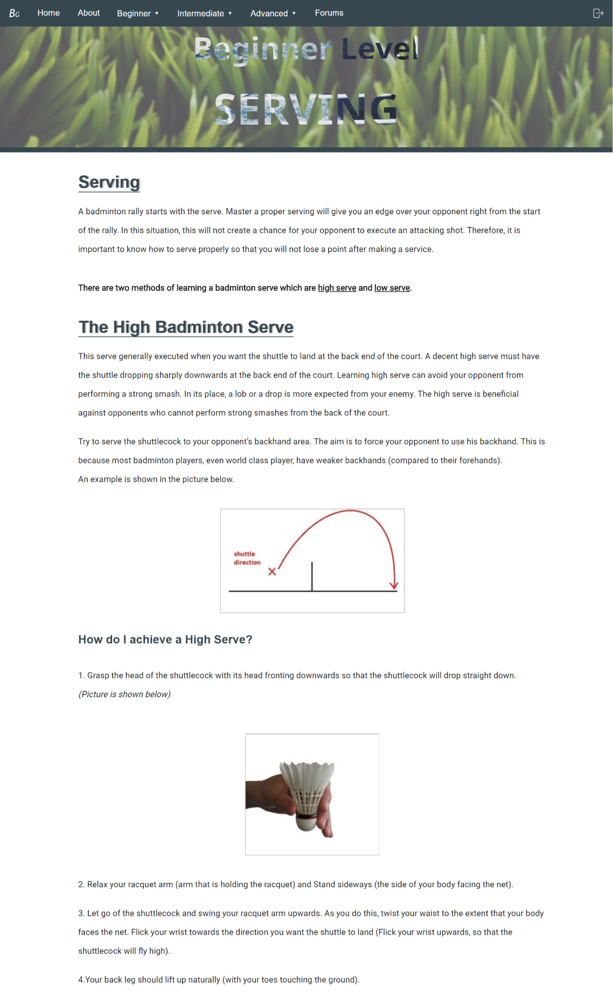 BG Home About Beginner ▼ Intermediate ▼ Advanced ▼ Forums
Beginner Level
SERVING
Serving
A badminton rally starts with the serve. Master a proper serving will give you an edge over your opponent right from the start
of the rally. In this situation, this will not create a chance for your opponent to execute an attacking shot. Therefore, it is
important to know how to serve properly so that you will not lose a point after making a service.
There are two methods of learning a badminton serve which are high serve and low serve.
The High Badminton Serve
This serve generally executed when you want the shuttle to land at the back end of the court. A decent high serve must have
the shuttle dropping sharply downwards at the back end of the court. Learning high serve can avoid your opponent from
performing a strong smash. In its place, a lob or a drop is more expected from your enemy. The high serve is beneficial
against opponents who cannot perform strong smashes from the back of the court.
Try to serve the shuttlecock to your opponent's backhand area. The aim is to force your opponent to use his backhand. This is
because most badminton players, even world class player, have weaker backhands (compared to their forehands).
An example is shown in the picture below.
shuttle
direction
How do I achieve a High Serve?
1. Grasp the head of the shuttlecock with its head fronting downwards so that the shuttlecock will drop straight down.
(Picture is shown below)
2. Relax your racquet arm (arm that is holding the racquet) and Stand sideways (the side of your body facing the net).
3. Let go of the shuttlecock and swing your racquet arm upwards. As you do this, twist your waist to the extent that your body
faces the net. Flick your wrist towards the direction you want the shuttle to land (Flick your wrist upwards, so that the
shuttlecock will fly high).
4.Your back leg should lift up naturally (with your toes touching the ground).